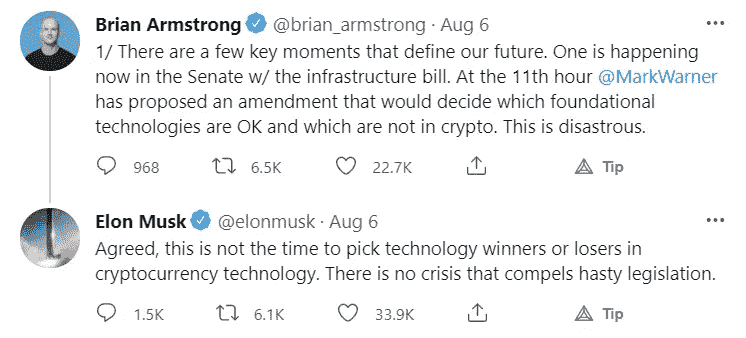 Brian Armstrong @brian_armstrong · Aug 6
1/ There are a few key moments that define our future. One is happening
now in the Senate w/ the infrastructure bill. At the 11th hour @MarkWarner
has proposed an amendment that would decide which foundational
technologies are OK and which are not in crypto. This is disastrous.
968 6.5K 22.7K Tip
Elon Musk @elonmusk · Aug 6
Agreed, this is not the time to pick technology winners or losers in
cryptocurrency technology. There is no crisis that compels hasty legislation.
1.5K 6.1K 33.9K Tip